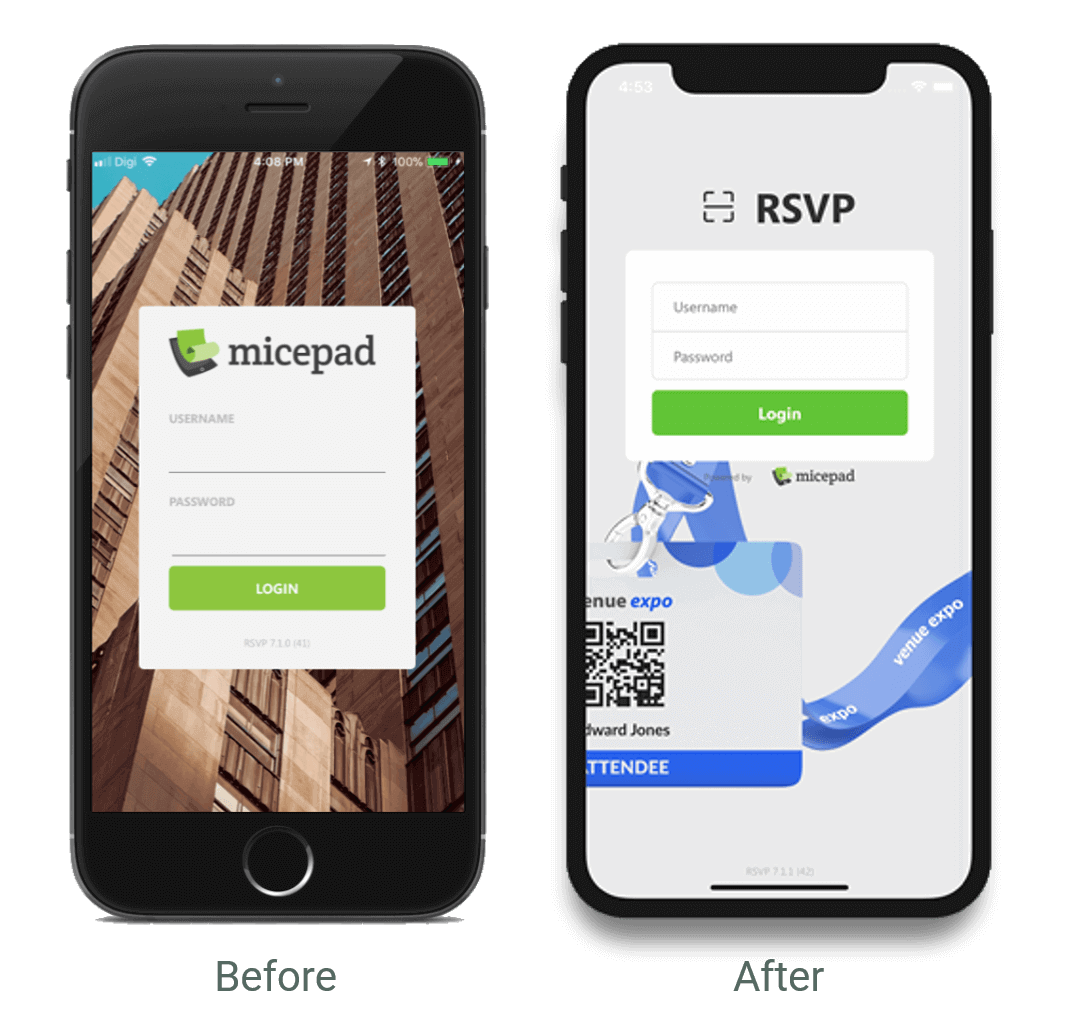 Digi 4:08 PM 100%
micepad
USERNAME
PASSWORD
LOGIN
RSVP 7.1.0 (41)
Before
4:53
RSVP
Username
Password
Login
Powered by micepad
enue expo
dward Jones
ATTENDEE
venue expo
expo
RSVP 7.1.1 (42)
After